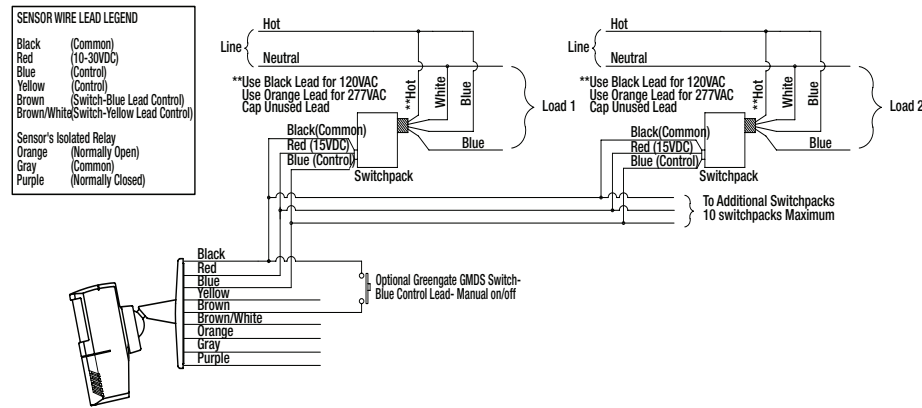 SENSOR WIRE LEAD LEGEND
Black (Common)
Red (10-30VDC)
Blue (Control)
Yellow (Control)
Brown (Switch-Blue Lead Control)
Brown/White(Switch-Yellow Lead Control)
Sensor's Isolated Relay
Orange (Normally Open)
Gray (Common)
Purple (Normally Closed)
Hot
Line
Neutral
**Use Black Lead for 120VAC
Use Orange Lead for 277VAC
Cap Unused Lead
**Hot
White
Blue
Load 1
Black(Common)
Red (15VDC)
Blue (Control)
Blue
Switchpack
Hot
Line
Neutral
**Use Black Lead for 120VAC
Use Orange Lead for 277VAC
Cap Unused Lead
**Hot
White
Blue
Load 2
Black(Common)
Red (15VDC)
Blue (Control)
Blue
Switchpack
To Additional Switchpacks
10 switchpacks Maximum
Black
Red
Blue
Yellow
Brown
Brown/White
Orange
Gray
Purple
Optional Greengate GMDS Switch-
Blue Control Lead- Manual on/off